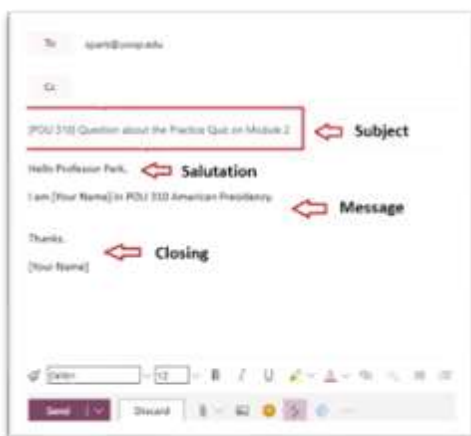 To
Cc
[POLI 310] Question about the Practice Quiz on Module 2
Subject
Hello Professor Park,
Salutation
I am [Your Name] in POLI 310 American Presidency.
Message
Thanks,
Closing
[Your Name]
12
B I U A
Send
Discard